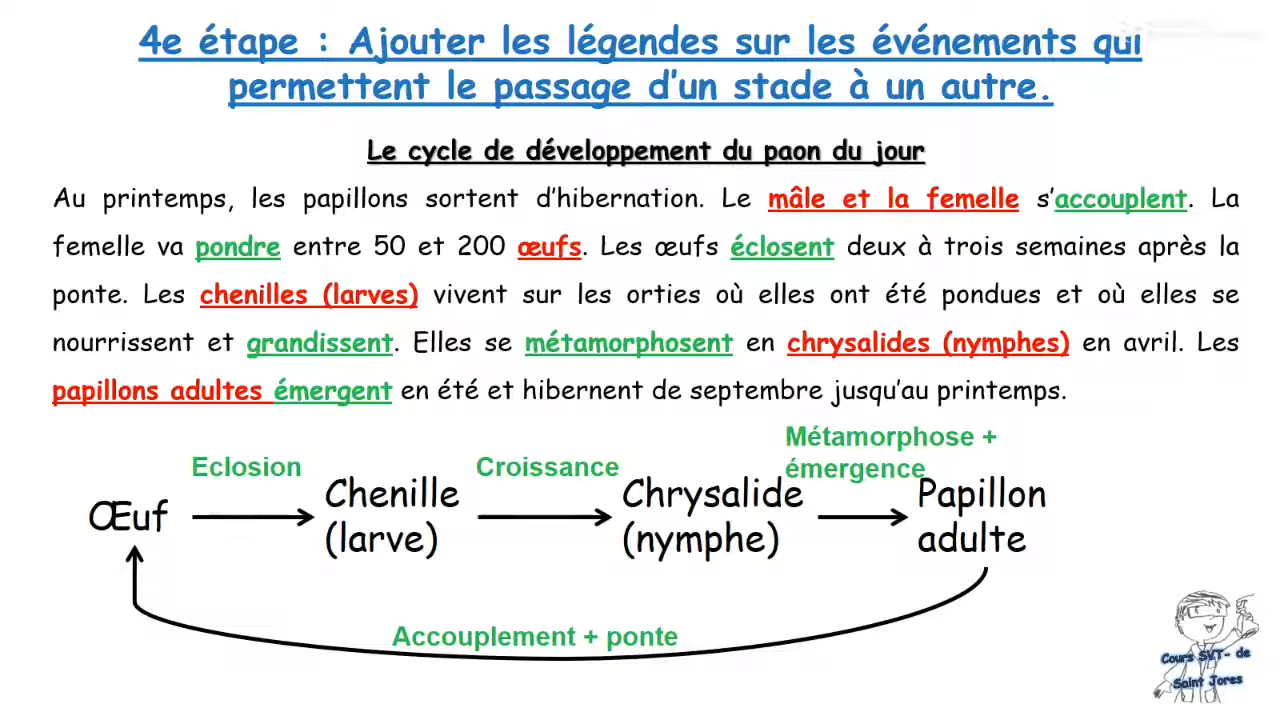 4e étape : Ajouter les légendes sur les événements qui
permettent le passage d’un stade à un autre.
Le cycle de développement du paon du jour
Au printemps, les papillons sortent d’hibernation. Le mâle et la femelle s’accouplent. La
femelle va pondre entre 50 et 200 œufs. Les œufs éclosent deux à trois semaines après la
ponte. Les chenilles (larves) vivent sur les orties où elles ont été pondues et où elles se
nourrissent et grandissent. Elles se métamorphosent en chrysalides (nymphes) en avril. Les
papillons adultes émergent en été et hibernent de septembre jusqu’au printemps.
Œuf
Eclosion
Chenille
(larve)
Croissance
Chrysalide
(nymphe)
Métamorphose +
émergence
Papillon
adulte
Accouplement + ponte
Cours SVT- de
Saint Jores